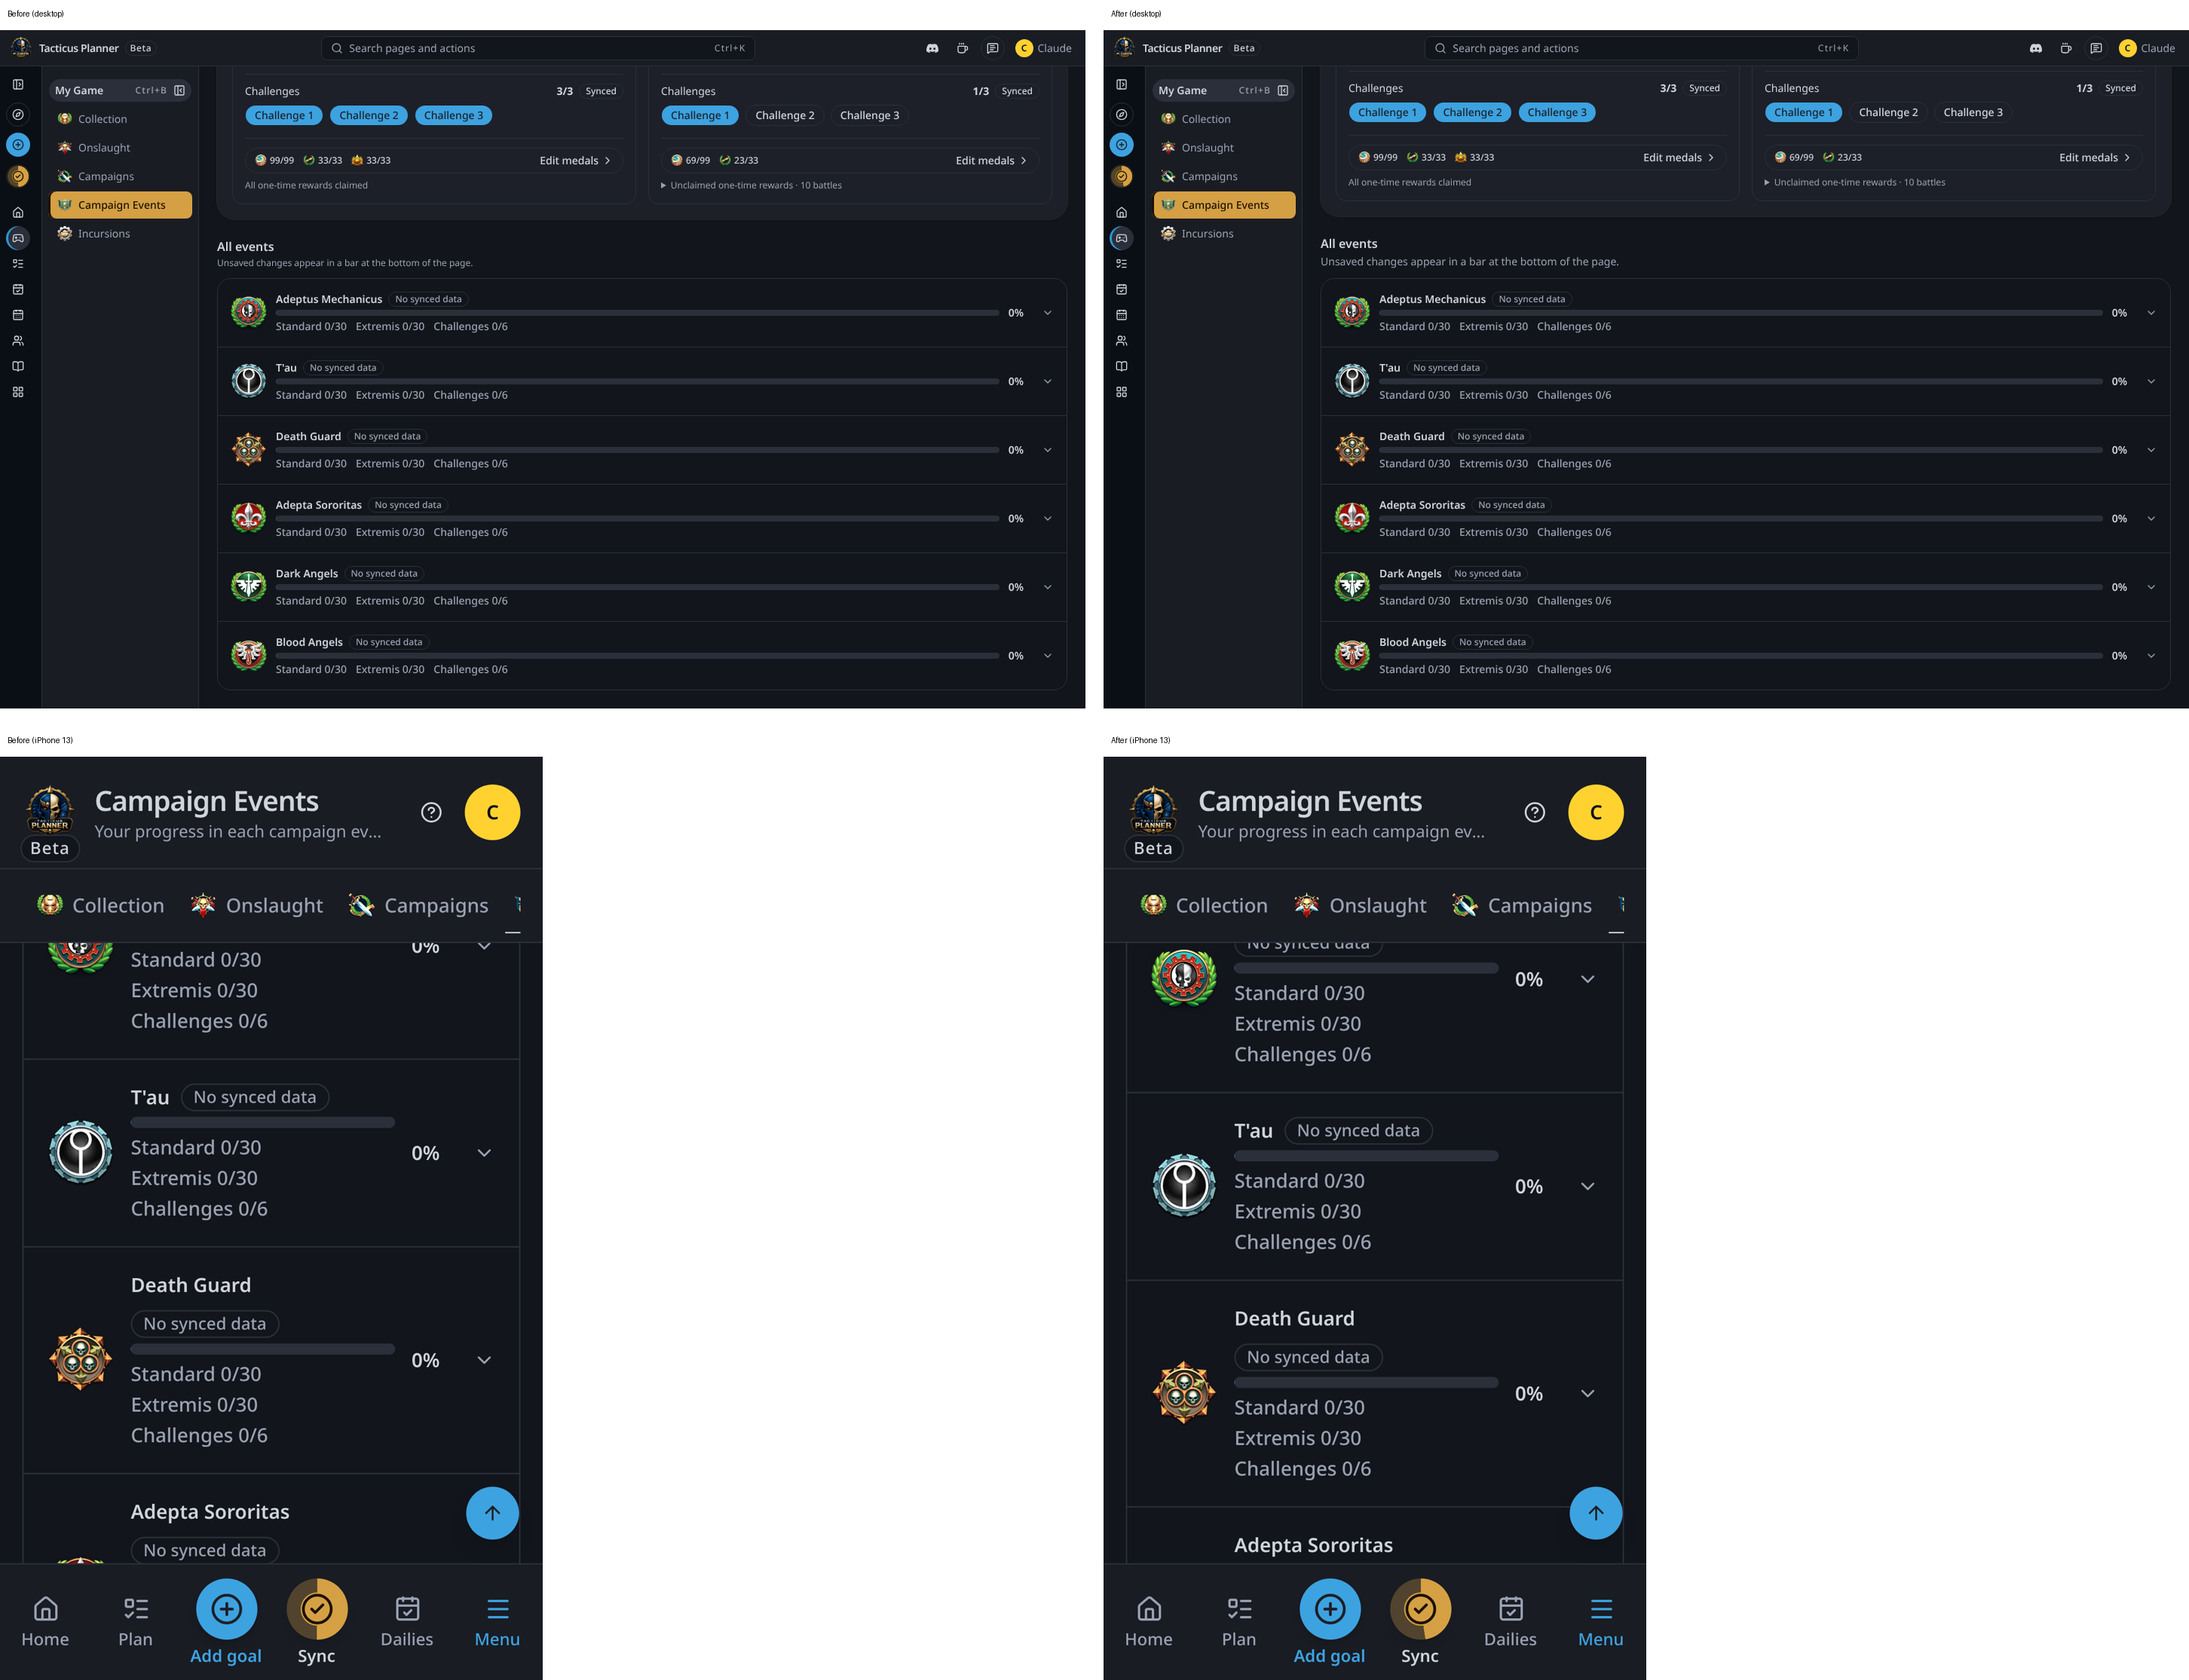 Before (desktop)
Tacticus Planner Beta Search pages and actions Ctrl+K C Claude
My Game Ctrl+B
Collection
Onslaught
Campaigns
Campaign Events
Incursions
Challenges 3/3 Synced
Challenge 1 Challenge 2 Challenge 3
99/99 33/33 33/33 Edit medals
All one-time rewards claimed
Challenges 1/3 Synced
Challenge 1 Challenge 2 Challenge 3
69/99 23/33 Edit medals
Unclaimed one-time rewards · 10 battles
All events
Unsaved changes appear in a bar at the bottom of the page.
Adeptus Mechanicus No synced data
0%
Standard 0/30 Extremis 0/30 Challenges 0/6
T'au No synced data
0%
Standard 0/30 Extremis 0/30 Challenges 0/6
Death Guard No synced data
0%
Standard 0/30 Extremis 0/30 Challenges 0/6
Adepta Sororitas No synced data
0%
Standard 0/30 Extremis 0/30 Challenges 0/6
Dark Angels No synced data
0%
Standard 0/30 Extremis 0/30 Challenges 0/6
Blood Angels No synced data
0%
Standard 0/30 Extremis 0/30 Challenges 0/6
After (desktop)
Tacticus Planner Beta Search pages and actions Ctrl+K C Claude
My Game Ctrl+B
Collection
Onslaught
Campaigns
Campaign Events
Incursions
Challenges 3/3 Synced
Challenge 1 Challenge 2 Challenge 3
99/99 33/33 33/33 Edit medals
All one-time rewards claimed
Challenges 1/3 Synced
Challenge 1 Challenge 2 Challenge 3
69/99 23/33 Edit medals
Unclaimed one-time rewards · 10 battles
All events
Unsaved changes appear in a bar at the bottom of the page.
Adeptus Mechanicus No synced data
0%
Standard 0/30 Extremis 0/30 Challenges 0/6
T'au No synced data
0%
Standard 0/30 Extremis 0/30 Challenges 0/6
Death Guard No synced data
0%
Standard 0/30 Extremis 0/30 Challenges 0/6
Adepta Sororitas No synced data
0%
Standard 0/30 Extremis 0/30 Challenges 0/6
Dark Angels No synced data
0%
Standard 0/30 Extremis 0/30 Challenges 0/6
Blood Angels No synced data
0%
Standard 0/30 Extremis 0/30 Challenges 0/6
Before (iPhone 13)
PLANNER
Beta
Campaign Events
Your progress in each campaign ev...
C
Collection Onslaught Campaigns
0%
Standard 0/30
Extremis 0/30
Challenges 0/6
T'au No synced data
Standard 0/30
0%
Extremis 0/30
Challenges 0/6
Death Guard
No synced data
0%
Standard 0/30
Extremis 0/30
Challenges 0/6
Adepta Sororitas
No synced data
Home Plan Add goal Sync Dailies Menu
After (iPhone 13)
PLANNER
Beta
Campaign Events
Your progress in each campaign ev...
C
Collection Onslaught Campaigns
No synced data
0%
Standard 0/30
Extremis 0/30
Challenges 0/6
T'au No synced data
Standard 0/30
0%
Extremis 0/30
Challenges 0/6
Death Guard
No synced data
0%
Standard 0/30
Extremis 0/30
Challenges 0/6
Adepta Sororitas
Home Plan Add goal Sync Dailies Menu